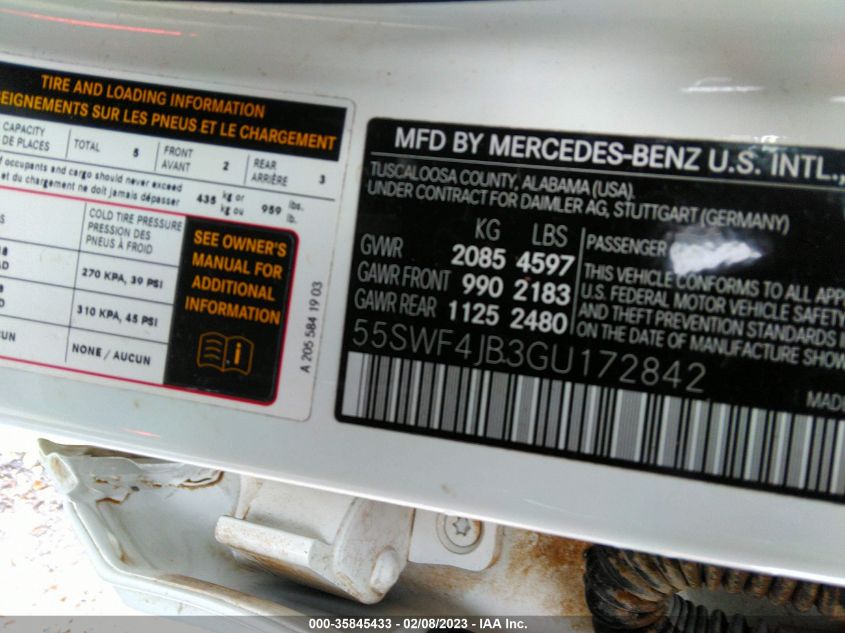 TIRE AND LOADING INFORMATION
SEIGNEMENTS SUR LES PNEUS ET LE CHARGEMENT
CAPACITY
DE PLACES
TOTAL 5
FRONT
AVANT 2
REAR
ARRIÈRE 3
of occupants and cargo should never exceed
et du chargement ne doit jamais dépasser
435 kg or
kg ou
959 lbs.
lb.
COLD TIRE PRESSURE
PRESSION DES
PNEUS À FROID
270 KPA, 39 PSI
310 KPA, 45 PSI
NONE / AUCUN
SEE OWNER'S
MANUAL FOR
ADDITIONAL
INFORMATION
A 205 584 19 03
MFD BY MERCEDES-BENZ U.S. INTL.,
TUSCALOOSA COUNTY, ALABAMA (USA).
UNDER CONTRACT FOR DAIMLER AG, STUTTGART (GERMANY)
KG LBS
GVWR 2085 4597
GAWR FRONT 990 2183
GAWR REAR 1125 2480
PASSENGER
THIS VEHICLE CONFORMS TO ALL APP
U.S. FEDERAL MOTOR VEHICLE SAFETY
AND THEFT PREVENTION STANDARDS I
ON THE DATE OF MANUFACTURE SHOW
55SWF4JB3GU172842
MADE
000-35845433 - 02/08/2023 - IAA Inc.